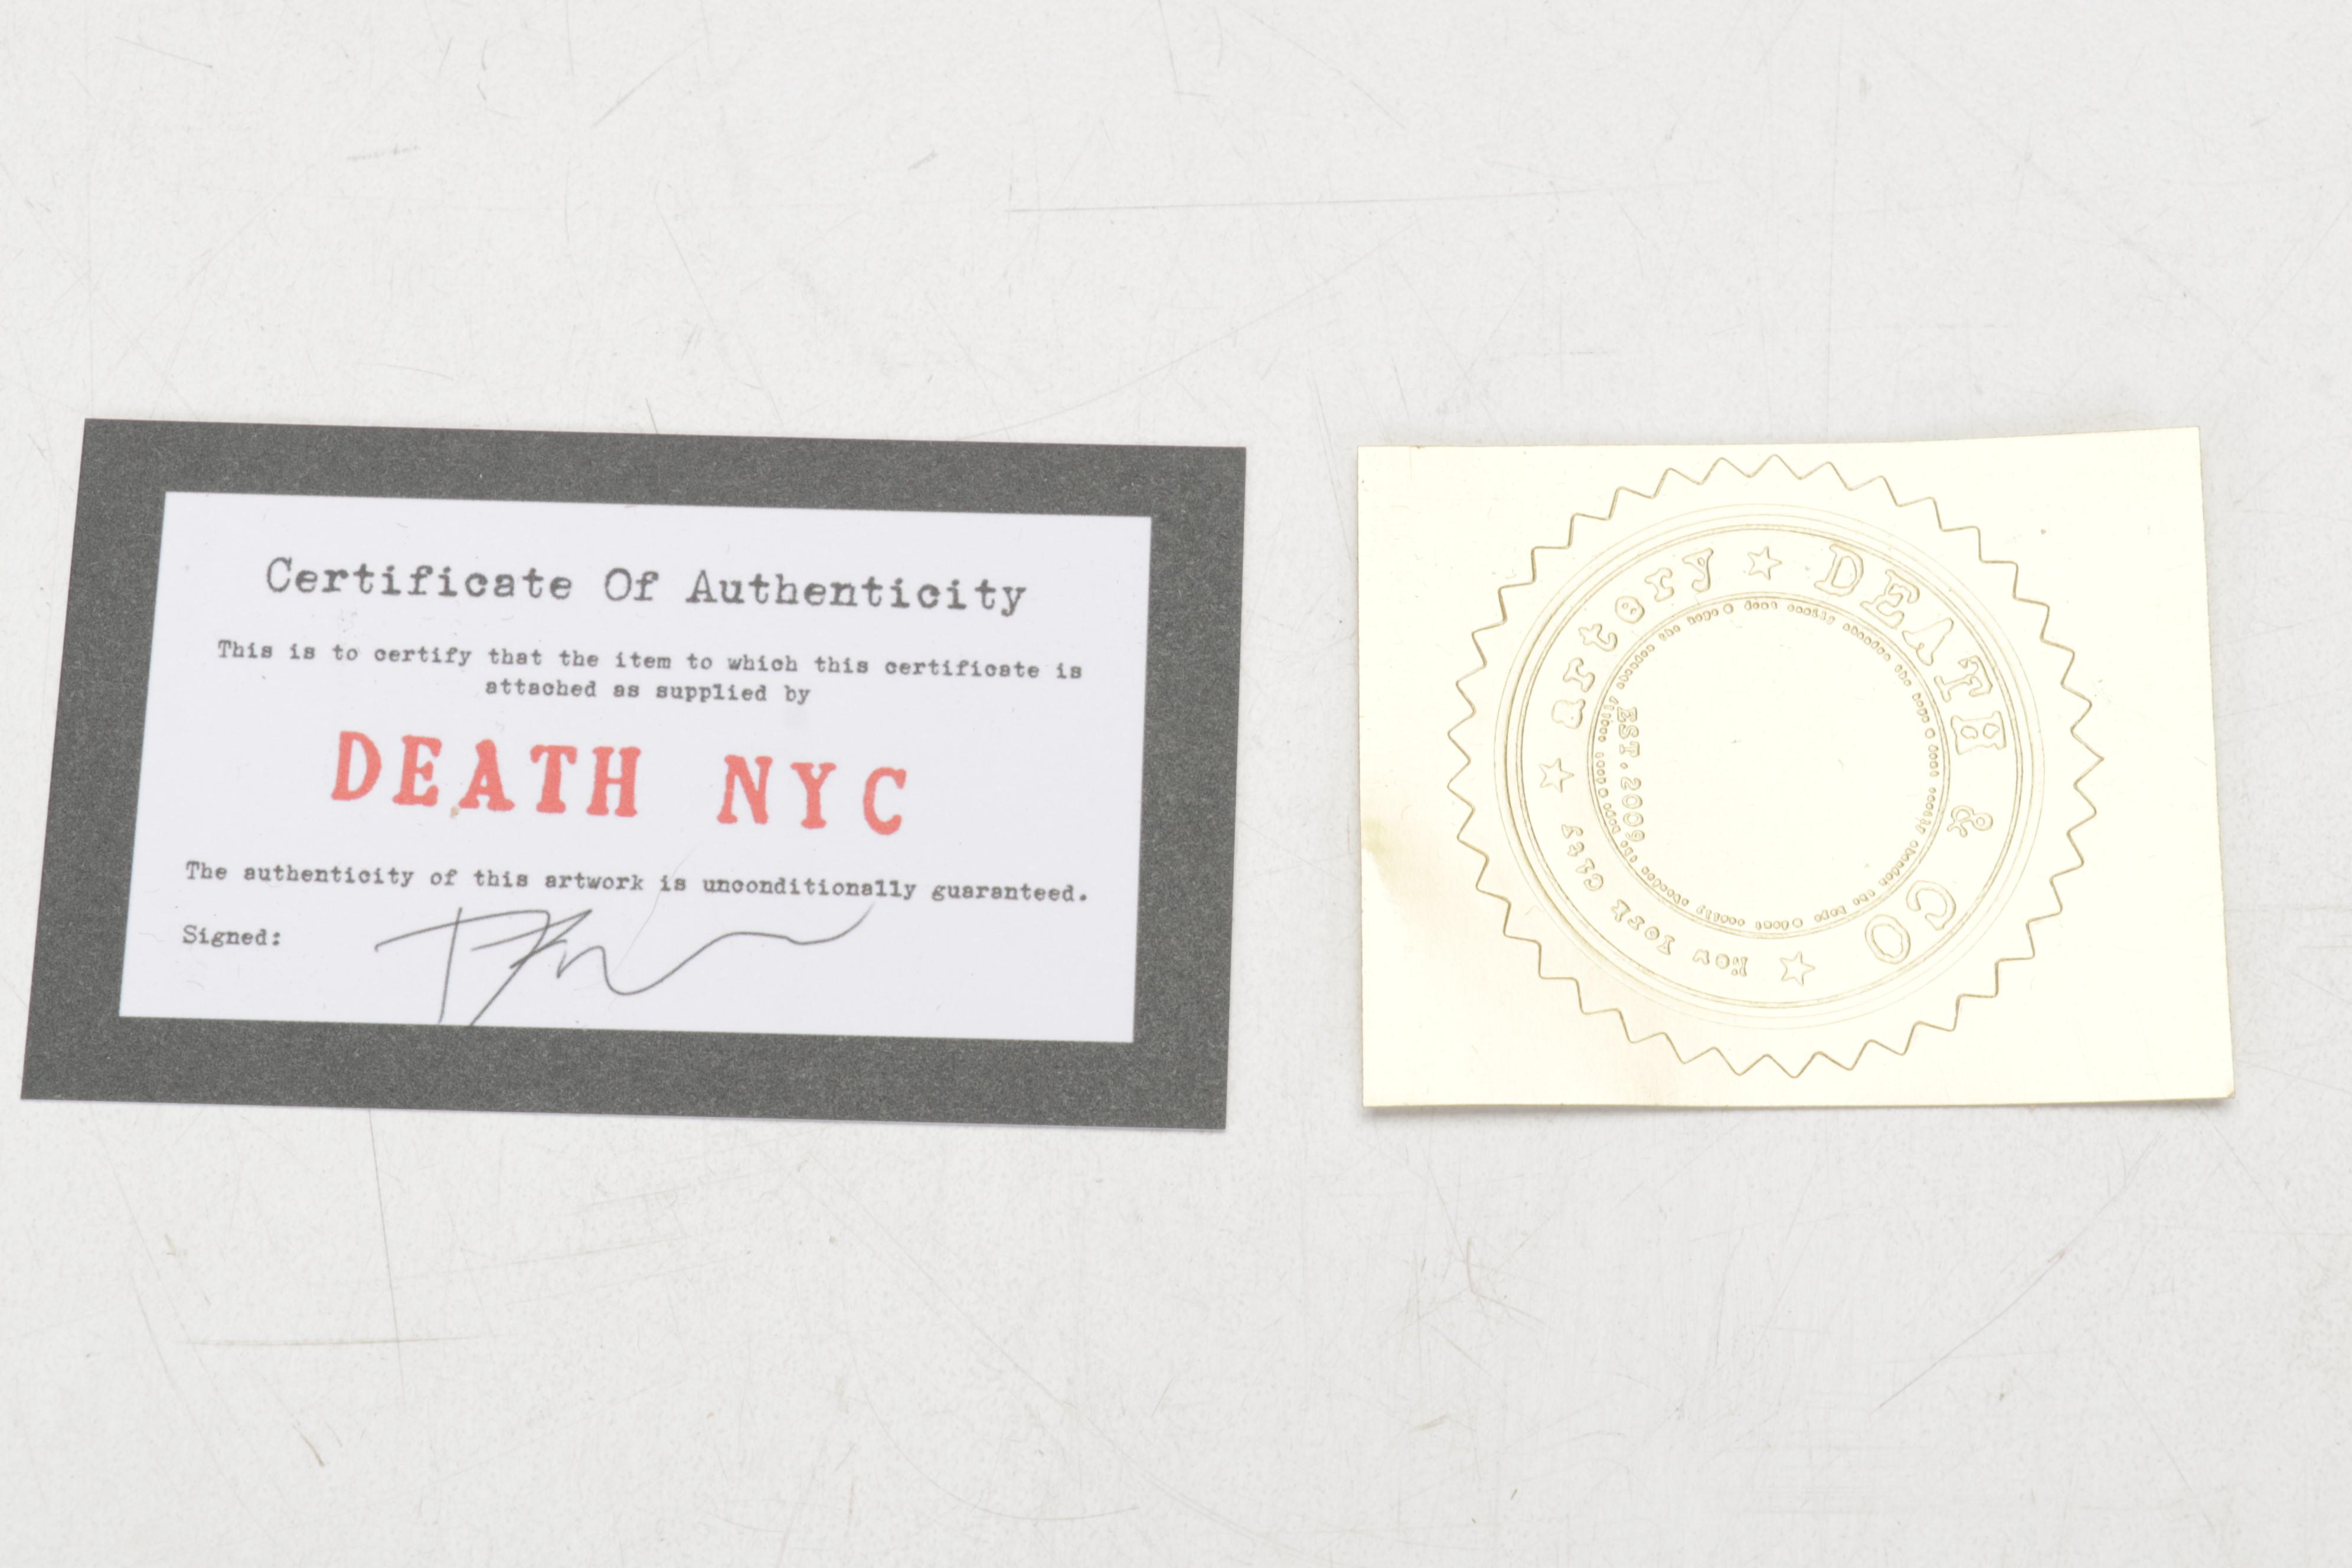 Certificate Of Authenticity
This is to certify that the item to which this certificate is
attached as supplied by
DEATH NYC
The authenticity of this artwork is unconditionally guaranteed.
Signed:
artery ☆ DEATH & CO ☆ New York City ☆
EST.2009